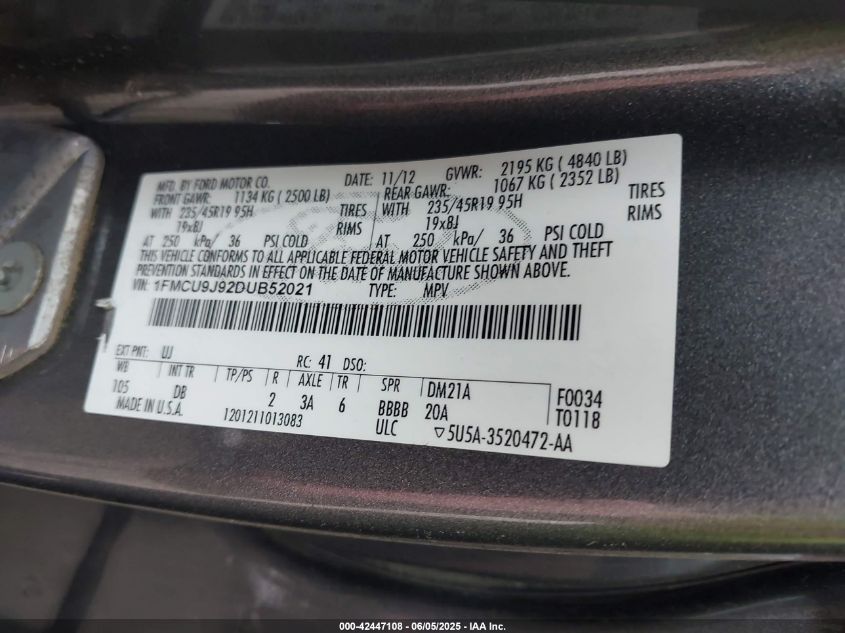 MFD. BY FORD MOTOR CO. DATE: 11/12 GVWR: 2195 KG ( 4840 LB)
FRONT GAWR: 1134 KG ( 2500 LB) REAR GAWR: 1067 KG ( 2352 LB)
WITH 235/45R19 95H TIRES WITH 235/45R19 95H TIRES
19xBJ RIMS 19xBJ RIMS
AT 250 kPa/ 36 PSI COLD AT 250 kPa/ 36 PSI COLD
THIS VEHICLE CONFORMS TO ALL APPLICABLE FEDERAL MOTOR VEHICLE SAFETY AND THEFT
PREVENTION STANDARDS IN EFFECT ON THE DATE OF MANUFACTURE SHOWN ABOVE.
VIN: 1FMCU9J92DUB52021 TYPE: MPV
EXT PNT: UJ RC: 41 DSO:
WB INT TR TP/PS R AXLE TR SPR DM21A F0034
105 DB 2 3A 6 BBBB 20A T0118
MADE IN U.S.A. 1201211013083 ULC ▽5U5A-3520472-AA
000-42447108 - 06/05/2025 - IAA Inc.